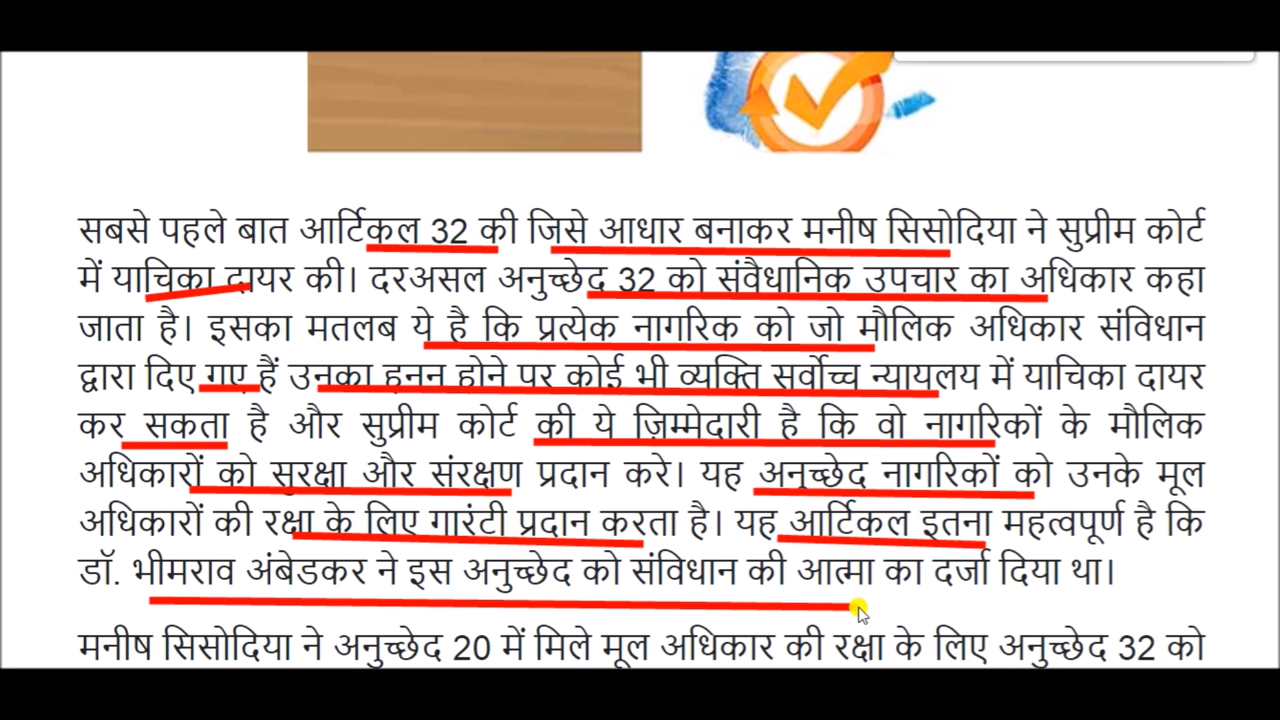 सबसे पहले बात आर्टिकल 32 की जिसे आधार बनाकर मनीष सिसोदिया ने सुप्रीम कोर्ट
में याचिका दायर की। दरअसल अनुच्छेद 32 को संवैधानिक उपचार का अधिकार कहा
जाता है। इसका मतलब ये है कि प्रत्येक नागरिक को जो मौलिक अधिकार संविधान
द्वारा दिए गए हैं उनका हनन होने पर कोई भी व्यक्ति सर्वोच्च न्यायलय में याचिका दायर
कर सकता है और सुप्रीम कोर्ट की ये ज़िम्मेदारी है कि वो नागरिकों के मौलिक
अधिकारों को सुरक्षा और संरक्षण प्रदान करे। यह अनुच्छेद नागरिकों को उनके मूल
अधिकारों की रक्षा के लिए गारंटी प्रदान करता है। यह आर्टिकल इतना महत्वपूर्ण है कि
डॉ. भीमराव अंबेडकर ने इस अनुच्छेद को संविधान की आत्मा का दर्जा दिया था।
मनीष सिसोदिया ने अनुच्छेद 20 में मिले मूल अधिकार की रक्षा के लिए अनुच्छेद 32 को